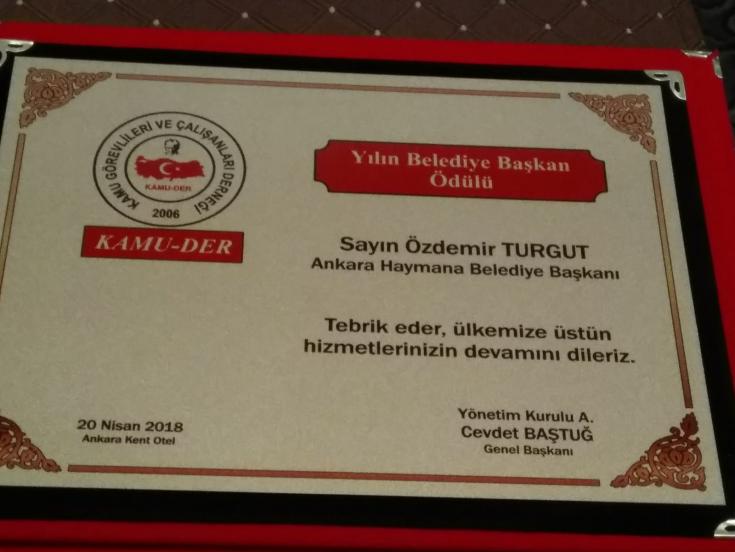 KAMU GÖREVLİLERİ VE ÇALIŞANLARI DERNEĞİ
KAMU-DER
2006
KAMU-DER
Yılın Belediye Başkan
Ödülü
Sayın Özdemir TURGUT
Ankara Haymana Belediye Başkanı
Tebrik eder, ülkemize üstün
hizmetlerinizin devamını dileriz.
20 Nisan 2018
Ankara Kent Otel
Yönetim Kurulu A.
Cevdet BAŞTUĞ
Genel Başkanı